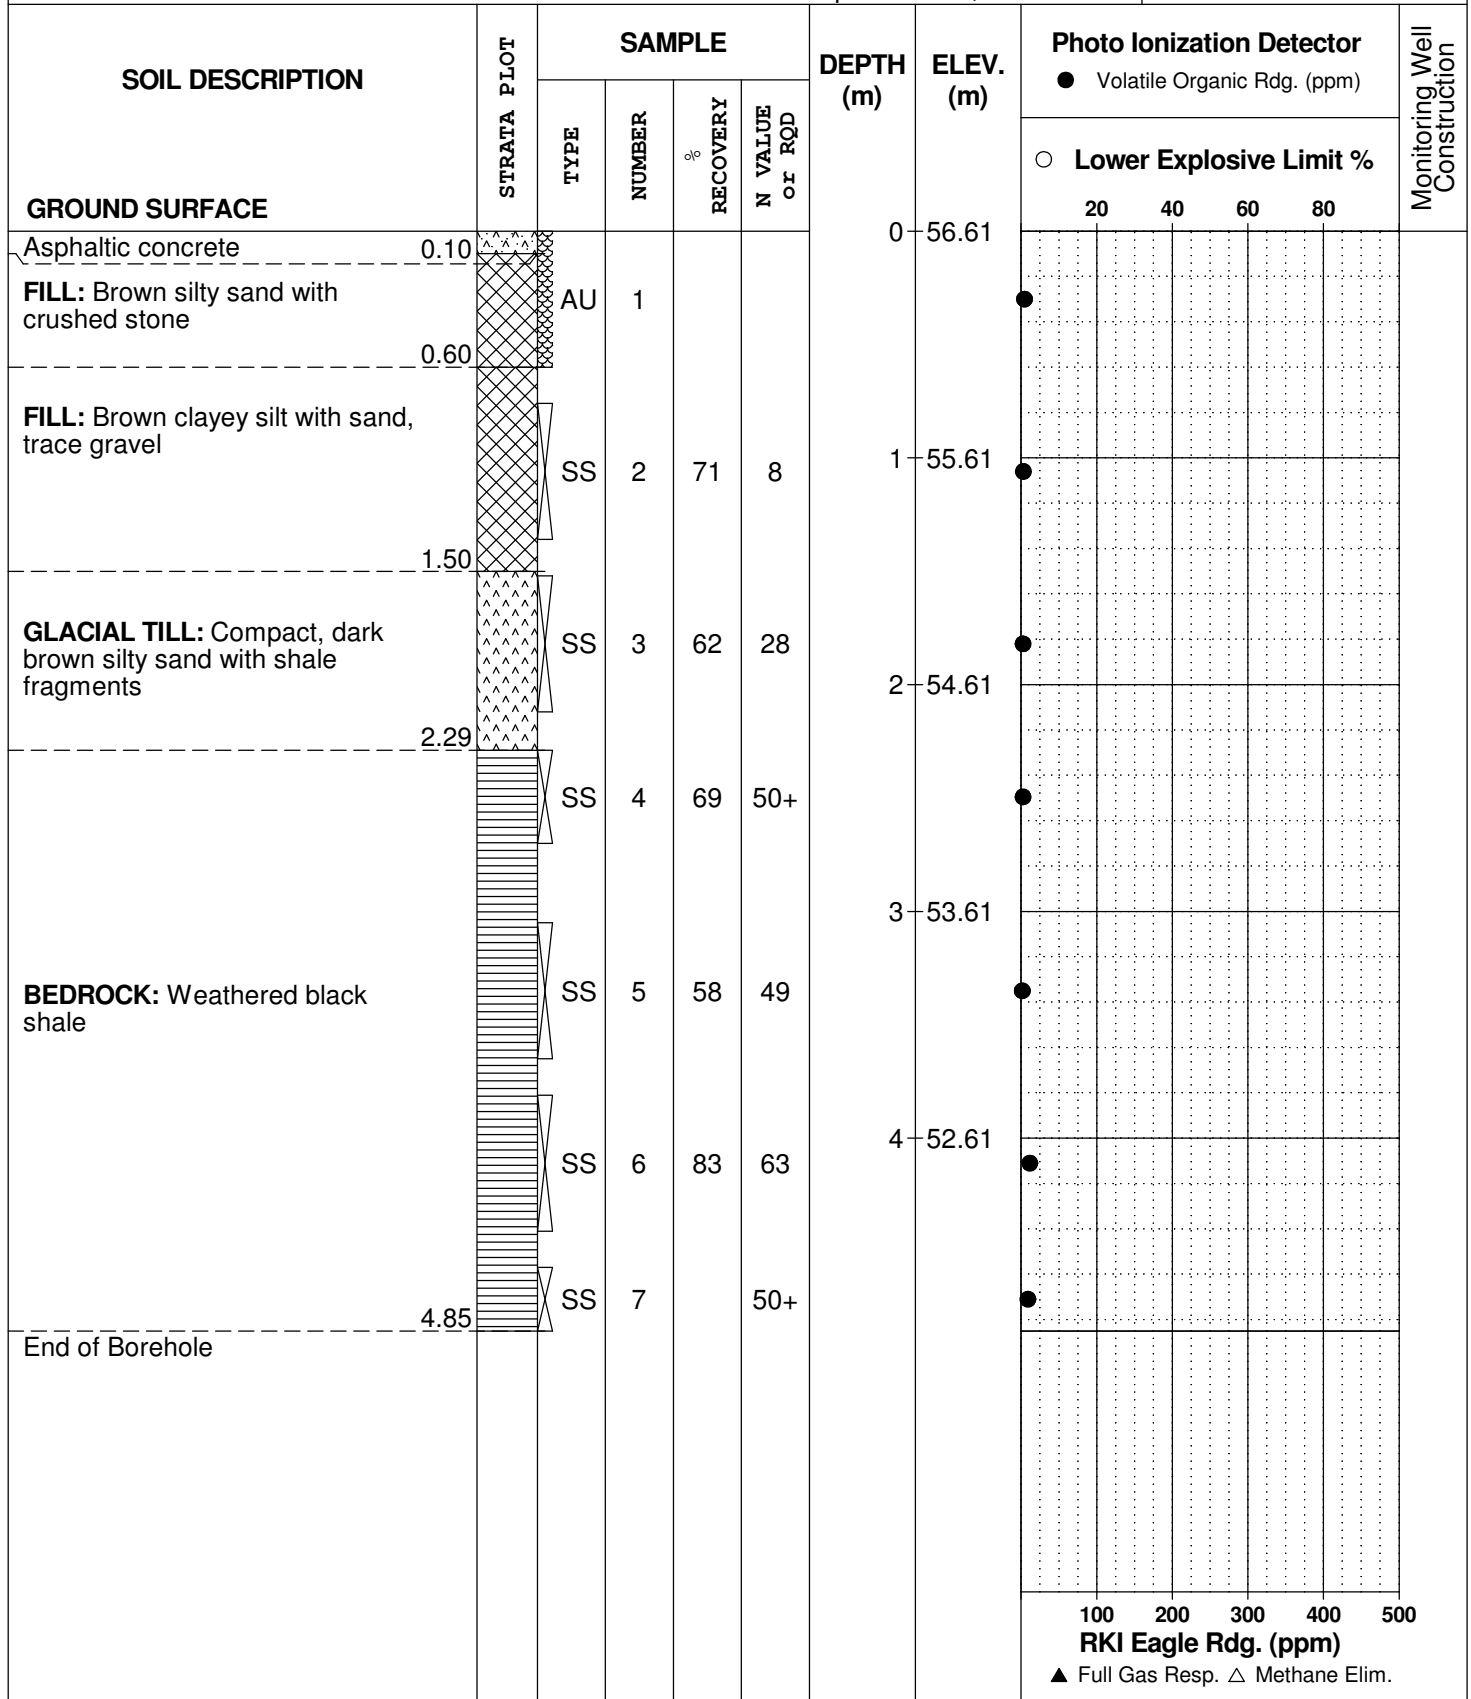 SOIL DESCRIPTION
GROUND SURFACE
STRATA PLOT
SAMPLE
TYPE
NUMBER
% RECOVERY
N VALUE or RQD
DEPTH (m)
ELEV. (m)
Photo Ionization Detector
● Volatile Organic Rdg. (ppm)
○ Lower Explosive Limit %
20 40 60 80
Monitoring Well Construction
0 56.61
Asphaltic concrete 0.10
FILL: Brown silty sand with
crushed stone
0.60
AU 1
FILL: Brown clayey silt with sand,
trace gravel
1.50
SS 2 71 8
1 55.61
GLACIAL TILL: Compact, dark
brown silty sand with shale
fragments
2.29
SS 3 62 28
2 54.61
SS 4 69 50+
3 53.61
BEDROCK: Weathered black
shale
SS 5 58 49
4 52.61
SS 6 83 63
SS 7 50+
4.85
End of Borehole
100 200 300 400 500
RKI Eagle Rdg. (ppm)
▲ Full Gas Resp. △ Methane Elim.